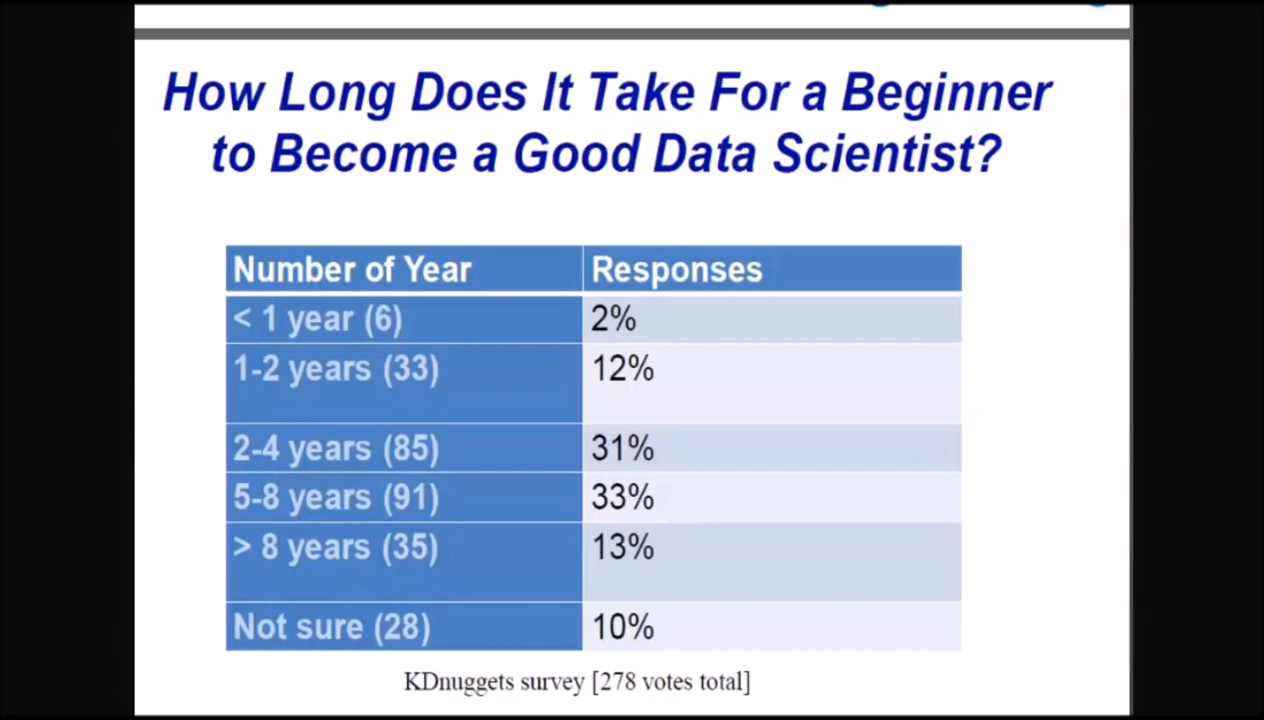 How Long Does It Take For a Beginner
to Become a Good Data Scientist?
Number of Year Responses
< 1 year (6) 2%
1-2 years (33) 12%
2-4 years (85) 31%
5-8 years (91) 33%
> 8 years (35) 13%
Not sure (28) 10%
KDnuggets survey [278 votes total]